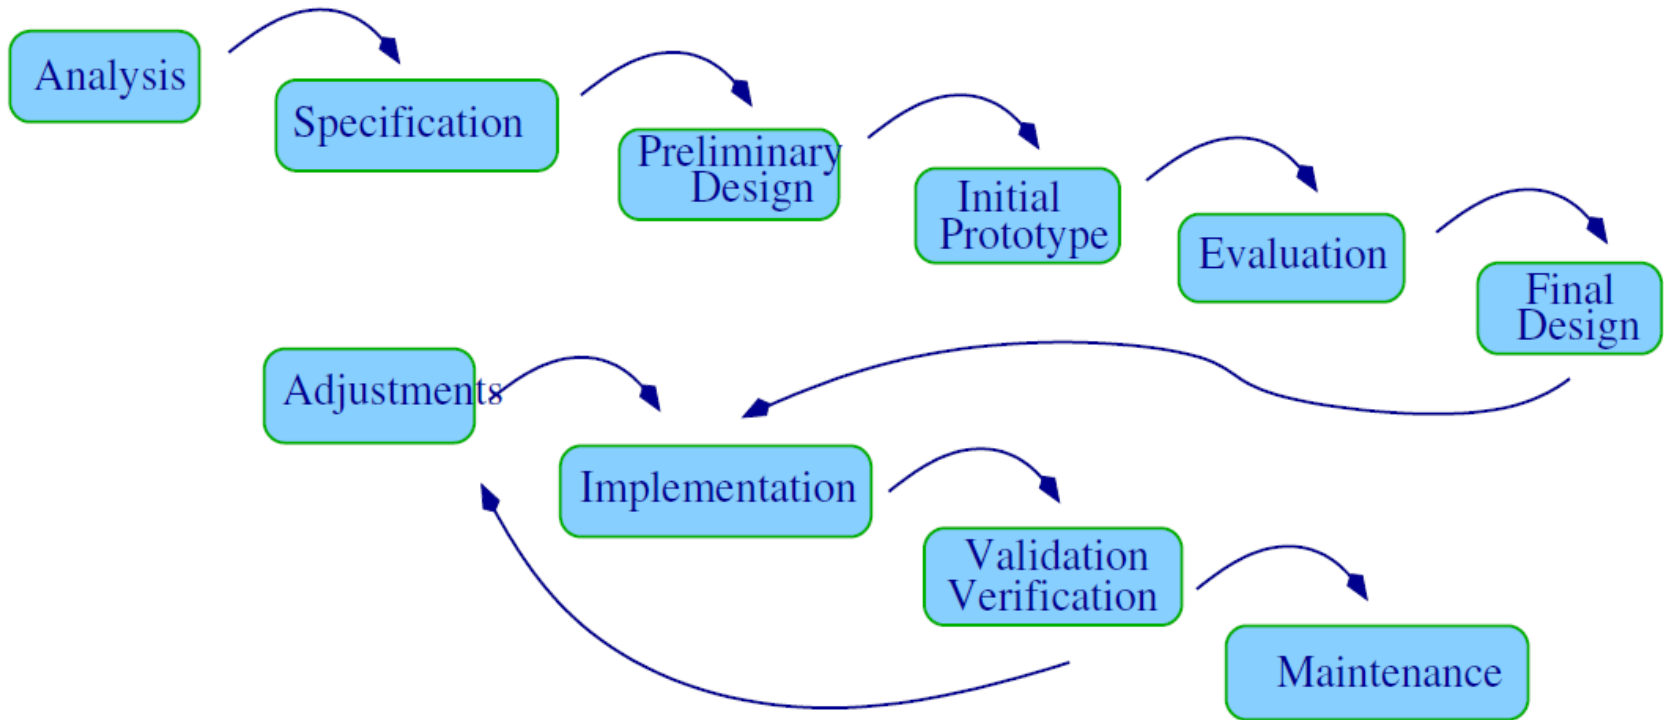 Analysis
Specification
Preliminary
Design
Initial
Prototype
Evaluation
Final
Design
Adjustments
Implementation
Validation
Verification
Maintenance